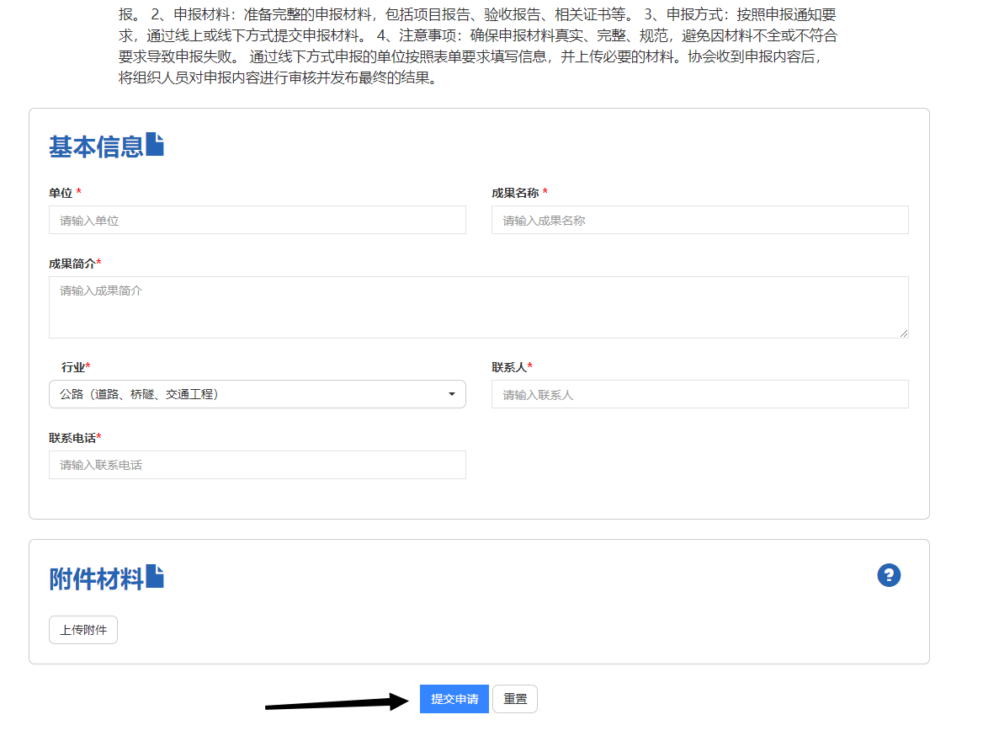 报。 2、申报材料：准备完整的申报材料，包括项目报告、验收报告、相关证书等。 3、申报方式：按照申报通知要
求，通过线上或线下方式提交申报材料。 4、注意事项：确保申报材料真实、完整、规范，避免因材料不全或不符合
要求导致申报失败。 通过线下方式申报的单位按照表单要求填写信息，并上传必要的材料。协会收到申报内容后，
将组织人员对申报内容进行审核并发布最终的结果。
基本信息
单位 * 成果名称 *
请输入单位 请输入成果名称
成果简介*
请输入成果简介
行业* 联系人*
公路（道路、桥隧、交通工程） 请输入联系人
联系电话*
请输入联系电话
附件材料 ?
上传附件
提交申请 重置